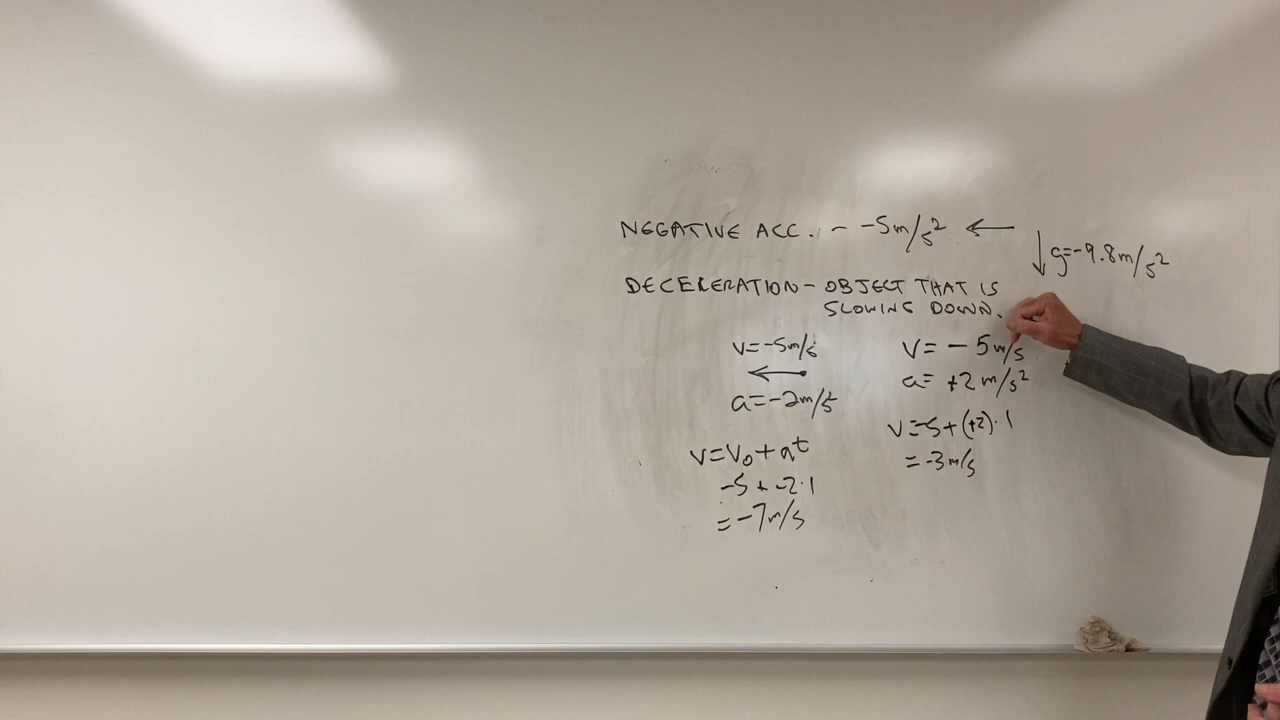 NEGATIVE ACC. - -5m/s²
g=-9.8m/s²
DECELERATION - OBJECT THAT IS
SLOWING DOWN.
v=-5m/s
a=-2m/s
v=v₀+at
-5+-2·1
=-7m/s
v= -5m/s
a= +2m/s²
v=-5+(+2)·1
=-3m/s